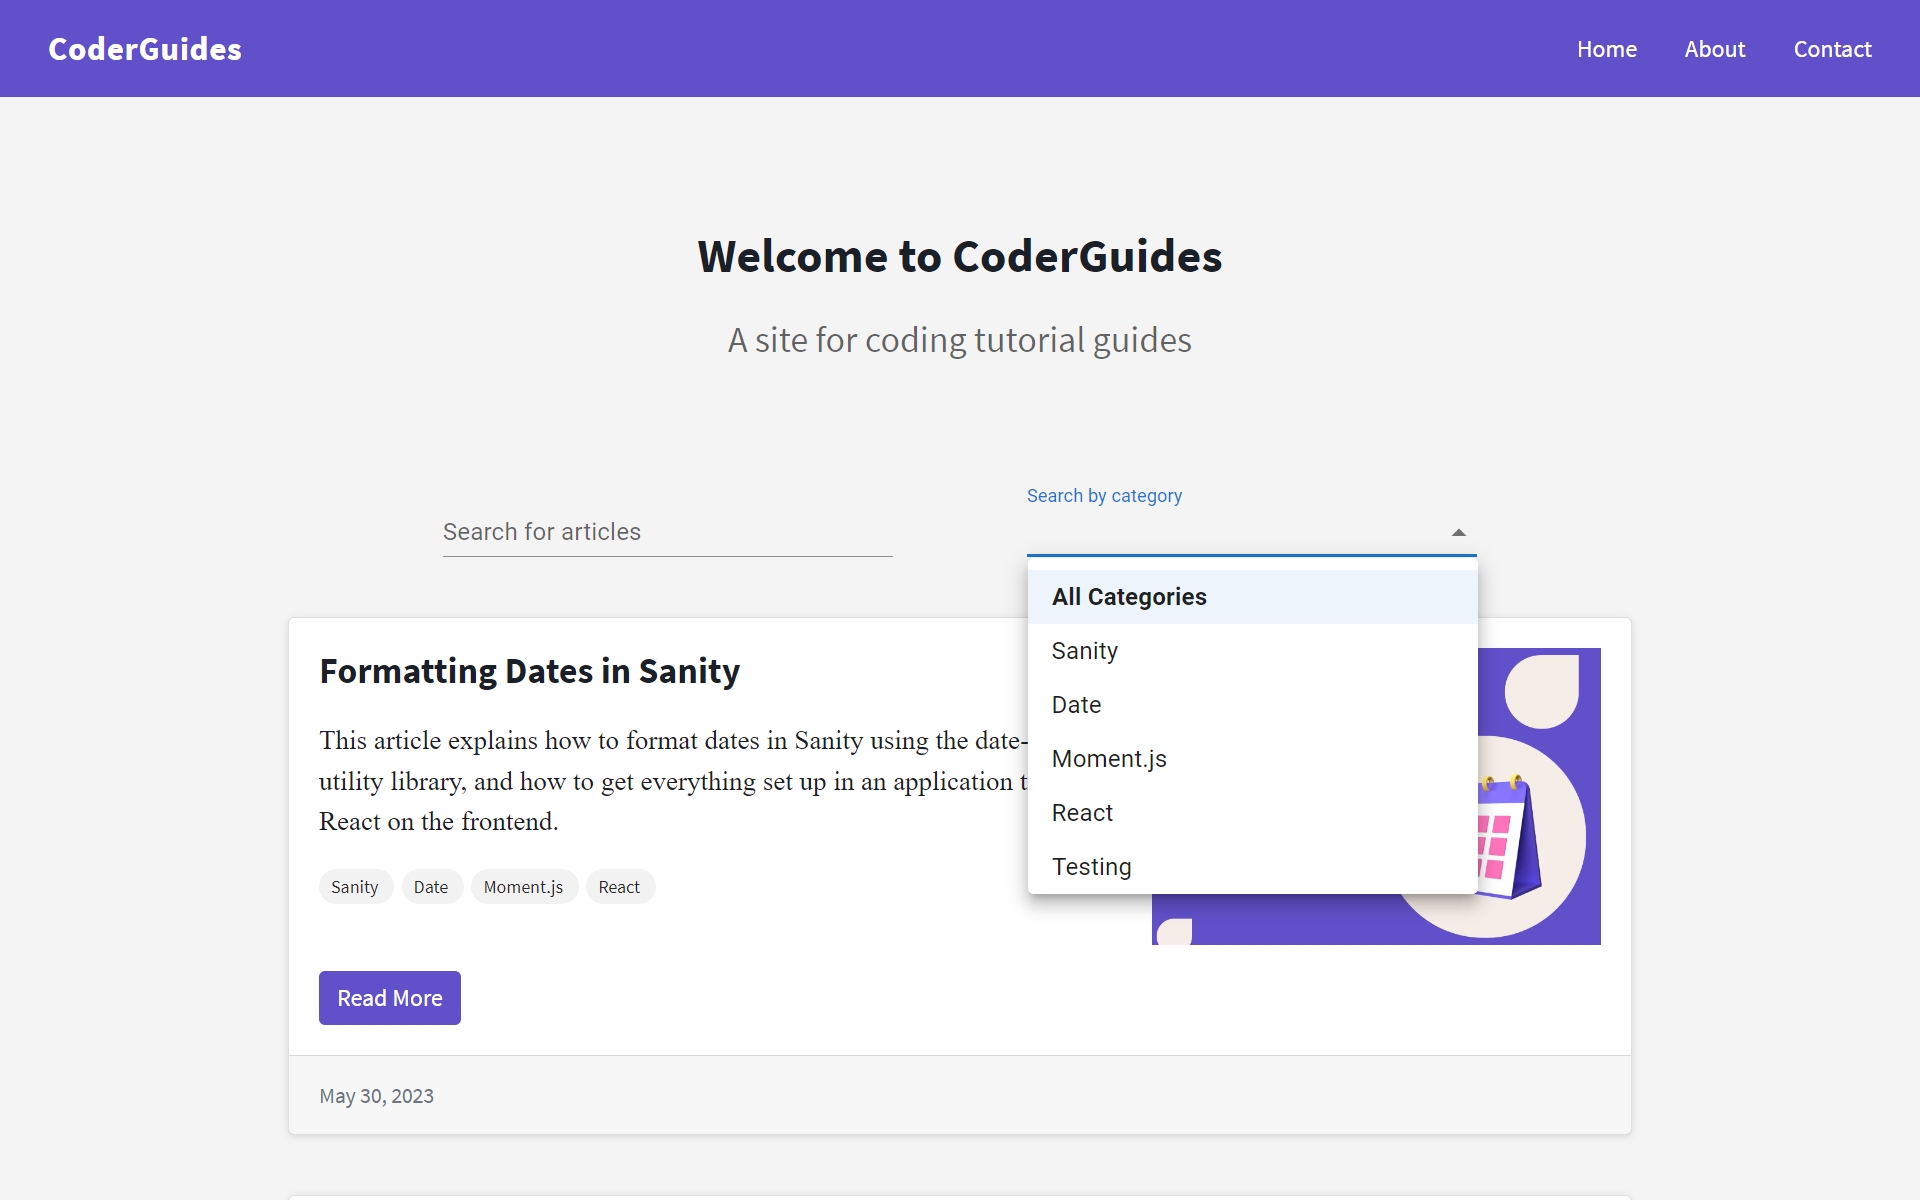 CoderGuides
Home
About
Contact
Welcome to CoderGuides
A site for coding tutorial guides
Search for articles
Search by category
All Categories
Sanity
Date
Moment.js
React
Testing
Formatting Dates in Sanity
This article explains how to format dates in Sanity using the date-
utility library, and how to get everything set up in an application
React on the frontend.
Sanity
Date
Moment.js
React
Read More
May 30, 2023